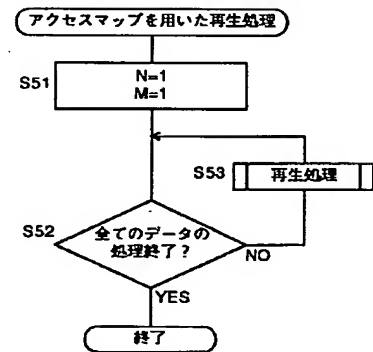 アクセスマップを用いた再生処理
S51
N=1
M=1
S53
再生処理
S52
全てのデータの
処理終了？
NO
YES
終了